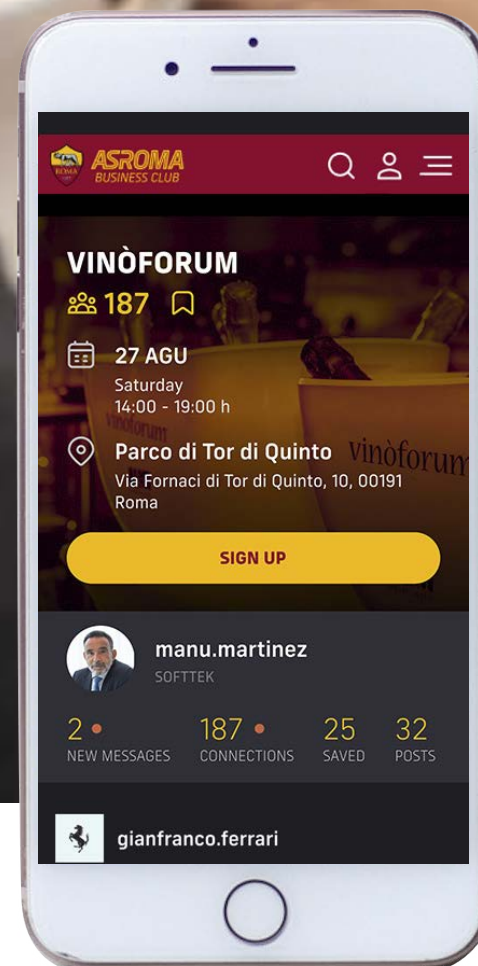 ROMA
ASROMA
BUSINESS CLUB
VINÒFORUM
187
27 AGU
Saturday
14:00 - 19:00 h
vinòforum
Parco di Tor di Quinto
vinòforum
Via Fornaci di Tor di Quinto, 10, 00191
Roma
SIGN UP
manu.martinez
SOFTTEK
2 187 25 32
NEW MESSAGES CONNECTIONS SAVED POSTS
gianfranco.ferrari